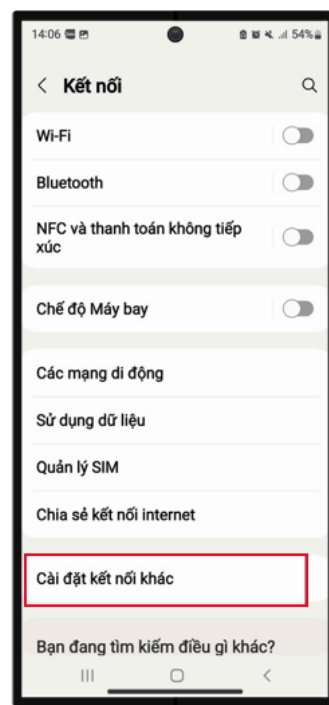 14:06 54%
Kết nối
Wi-Fi
Bluetooth
NFC và thanh toán không tiếp
xúc
Chế độ Máy bay
Các mạng di động
Sử dụng dữ liệu
Quản lý SIM
Chia sẻ kết nối internet
Cài đặt kết nối khác
Bạn đang tìm kiếm điều gì khác?